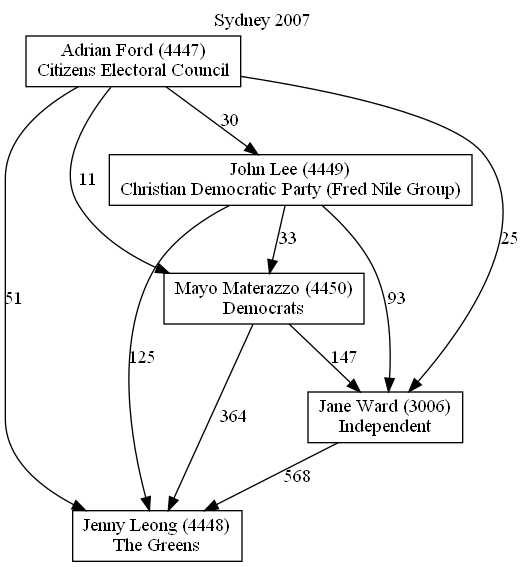 Sydney 2007
Adrian Ford (4447)
Citizens Electoral Council
30
John Lee (4449)
Christian Democratic Party (Fred Nile Group)
11
33
25
Mayo Materazzo (4450)
Democrats
51
93
125
147
Jane Ward (3006)
Independent
364
568
Jenny Leong (4448)
The Greens